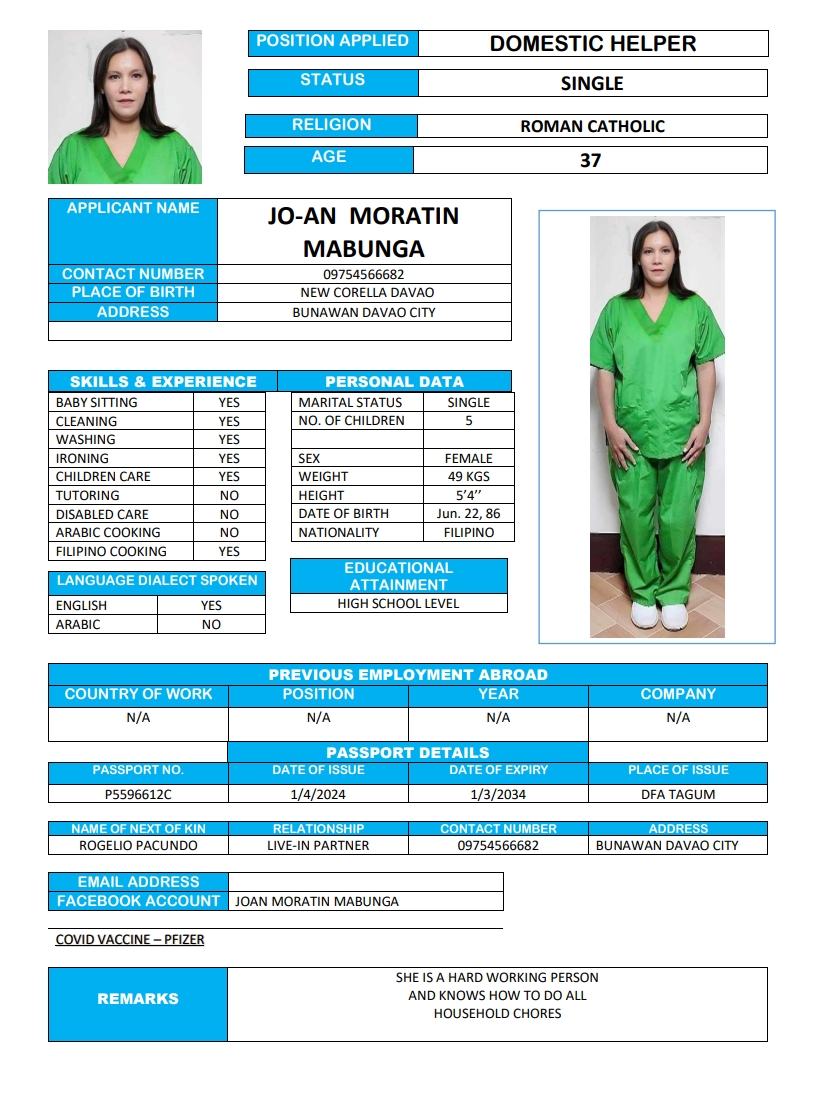 POSITION APPLIED DOMESTIC HELPER
STATUS SINGLE
RELIGION ROMAN CATHOLIC
AGE 37
APPLICANT NAME JO-AN MORATIN
MABUNGA
CONTACT NUMBER 09754566682
PLACE OF BIRTH NEW CORELLA DAVAO
ADDRESS BUNAWAN DAVAO CITY
SKILLS & EXPERIENCE PERSONAL DATA
BABY SITTING YES MARITAL STATUS SINGLE
CLEANING YES NO. OF CHILDREN 5
WASHING YES
IRONING YES SEX FEMALE
CHILDREN CARE YES WEIGHT 49 KGS
TUTORING NO HEIGHT 5’4’’
DISABLED CARE NO DATE OF BIRTH Jun. 22, 86
ARABIC COOKING NO NATIONALITY FILIPINO
FILIPINO COOKING YES
LANGUAGE DIALECT SPOKEN
ENGLISH YES
ARABIC NO
EDUCATIONAL
ATTAINMENT
HIGH SCHOOL LEVEL
PREVIOUS EMPLOYMENT ABROAD
COUNTRY OF WORK POSITION YEAR COMPANY
N/A N/A N/A N/A
PASSPORT DETAILS
PASSPORT NO. DATE OF ISSUE DATE OF EXPIRY PLACE OF ISSUE
P5596612C 1/4/2024 1/3/2034 DFA TAGUM
NAME OF NEXT OF KIN RELATIONSHIP CONTACT NUMBER ADDRESS
ROGELIO PACUNDO LIVE-IN PARTNER 09754566682 BUNAWAN DAVAO CITY
EMAIL ADDRESS
FACEBOOK ACCOUNT JOAN MORATIN MABUNGA
COVID VACCINE – PFIZER
REMARKS
SHE IS A HARD WORKING PERSON
AND KNOWS HOW TO DO ALL
HOUSEHOLD CHORES